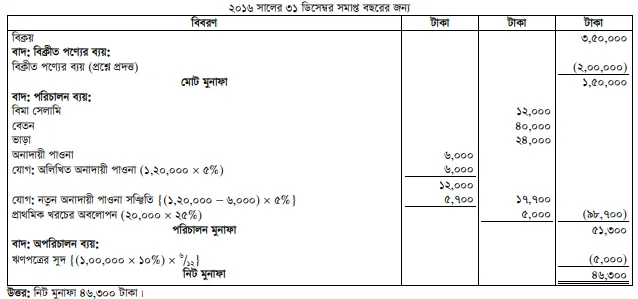 ২০১৬ সালের ৩১ ডিসেম্বর সমাপ্ত বছরের জন্য
বিবরণ টাকা টাকা টাকা
বিক্রয় ৩,৫০,০০০
বাদ: বিক্রীত পণ্যের ব্যয়:
বিক্রীত পণ্যের ব্যয় (প্রশ্নে প্রদত্ত) (২,০০,০০০)
মোট মুনাফা ১,৫০,০০০
বাদ: পরিচালন ব্যয়:
বিমা সেলামি ১২,০০০
বেতন ৪০,০০০
ভাড়া ২৪,০০০
অনাদায়ী পাওনা ৬,০০০
যোগ: অলিখিত অনাদায়ী পাওনা (১,২০,০০০ × ৫%) ৬,০০০
১২,০০০
যোগ: নতুন অনাদায়ী পাওনা সঞ্চিতি {(১,২০,০০০ − ৬,০০০) × ৫%} ৫,৭০০ ১৭,৭০০
প্রাথমিক খরচের অবলোপন (২০,০০০ × ২৫%) ৫,০০০ (৯৮,৭০০)
পরিচালন মুনাফা ৫১,৩০০
বাদ: অপরিচালন ব্যয়:
ঋণপত্রের সুদ {(১,০০,০০০ × ১০%) × ৬/১২} (৫,০০০)
নিট মুনাফা ৪৬,৩০০
উত্তর: নিট মুনাফা ৪৬,৩০০ টাকা।